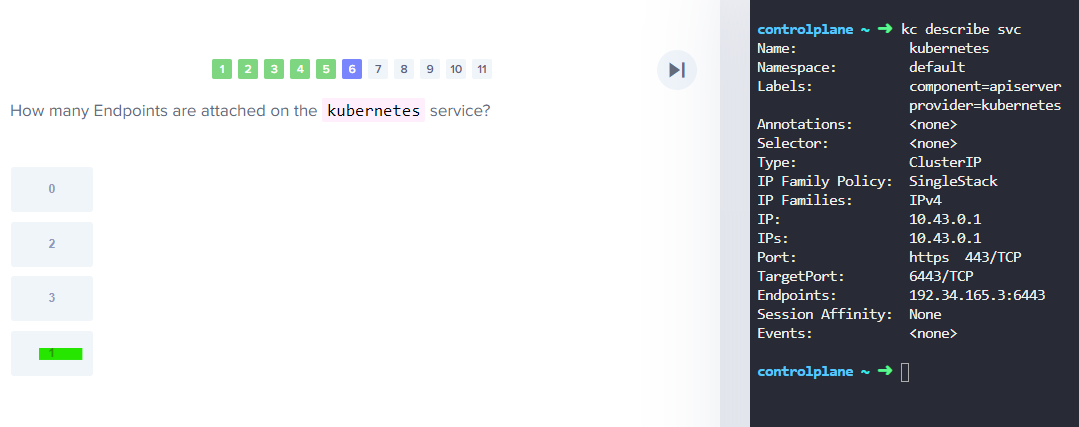 1 2 3 4 5 6 7 8 9 10 11
How many Endpoints are attached on the kubernetes service?
0
2
3
1
controlplane ~ ➜ kc describe svc
Name: kubernetes
Namespace: default
Labels: component=apiserver
provider=kubernetes
Annotations: <none>
Selector: <none>
Type: ClusterIP
IP Family Policy: SingleStack
IP Families: IPv4
IP: 10.43.0.1
IPs: 10.43.0.1
Port: https 443/TCP
TargetPort: 6443/TCP
Endpoints: 192.34.165.3:6443
Session Affinity: None
Events: <none>
controlplane ~ ➜